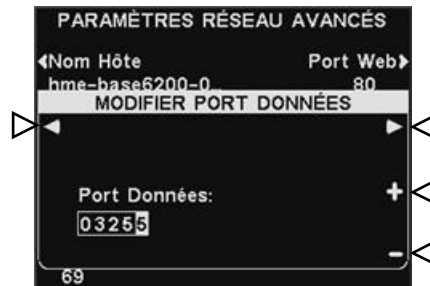 PARAMÈTRES RÉSEAU AVANCÉS
Nom Hôte Port Web
hme-base6200-0… 80
MODIFIER PORT DONNÉES
Port Données:
+
03255
-
69